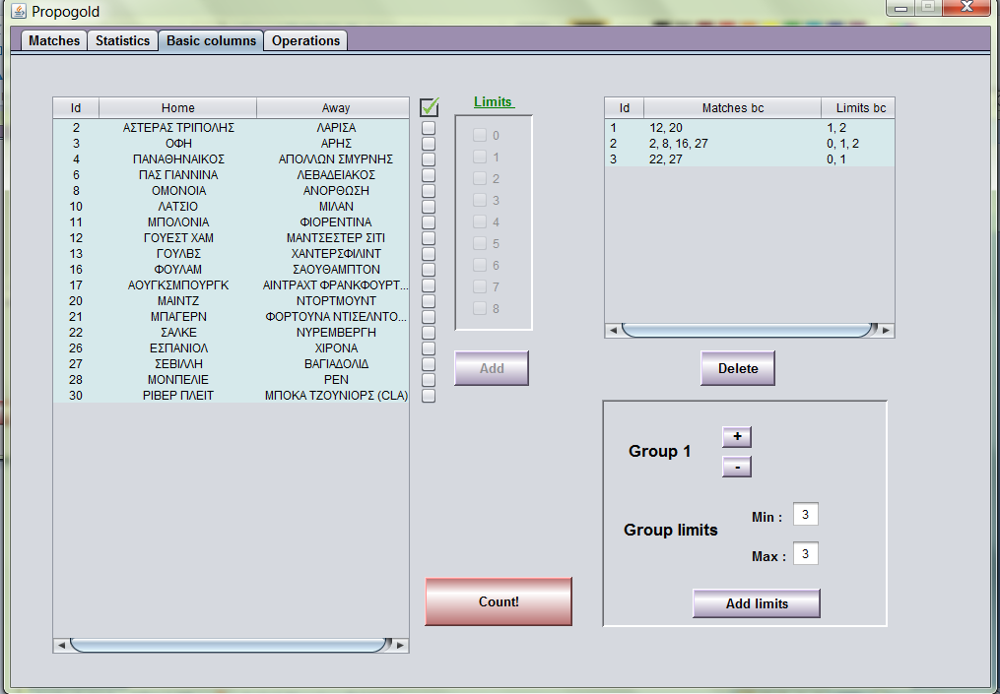 Propogold
Matches Statistics Basic columns Operations
Id Home Away
2 ΑΣΤΕΡΑΣ ΤΡΙΠΟΛΗΣ ΛΑΡΙΣΑ
3 ΟΦΗ ΑΡΗΣ
4 ΠΑΝΑΘΗΝΑΙΚΟΣ ΑΠΟΛΛΩΝ ΣΜΥΡΝΗΣ
6 ΠΑΣ ΓΙΑΝΝΙΝΑ ΛΕΒΑΔΕΙΑΚΟΣ
8 ΟΜΟΝΟΙΑ ΑΝΟΡΘΩΣΗ
10 ΛΑΤΣΙΟ ΜΙΛΑΝ
11 ΜΠΟΛΟΝΙΑ ΦΙΟΡΕΝΤΙΝΑ
12 ΓΟΥΕΣΤ ΧΑΜ ΜΑΝΤΣΕΣΤΕΡ ΣΙΤΙ
13 ΓΟΥΛΒΣ ΧΑΝΤΕΡΣΦΙΛΙΝΤ
16 ΦΟΥΛΑΜ ΣΑΟΥΘΑΜΠΤΟΝ
17 ΑΟΥΓΚΣΜΠΟΥΡΓΚ ΑΙΝΤΡΑΧΤ ΦΡΑΝΚΦΟΥΡΤ...
20 ΜΑΙΝΤΖ ΝΤΟΡΤΜΟΥΝΤ
21 ΜΠΑΓΕΡΝ ΦΟΡΤΟΥΝΑ ΝΤΙΣΕΛΝΤΟ...
22 ΣΑΛΚΕ ΝΥΡΕΜΒΕΡΓΗ
26 ΕΣΠΑΝΙΟΛ ΧΙΡΟΝΑ
27 ΣΕΒΙΛΛΗ ΒΑΓΙΑΔΟΛΙΔ
28 ΜΟΝΠΕΛΙΕ ΡΕΝ
30 ΡΙΒΕΡ ΠΛΕΙΤ ΜΠΟΚΑ ΤΖΟΥΝΙΟΡΣ (CLA)
Limits
0
1
2
3
4
5
6
7
8
Add
Count!
Id Matches bc Limits bc
1 12, 20 1, 2
2 2, 8, 16, 27 0, 1, 2
3 22, 27 0, 1
Delete
+
Group 1
-
Min : 3
Group limits
Max : 3
Add limits